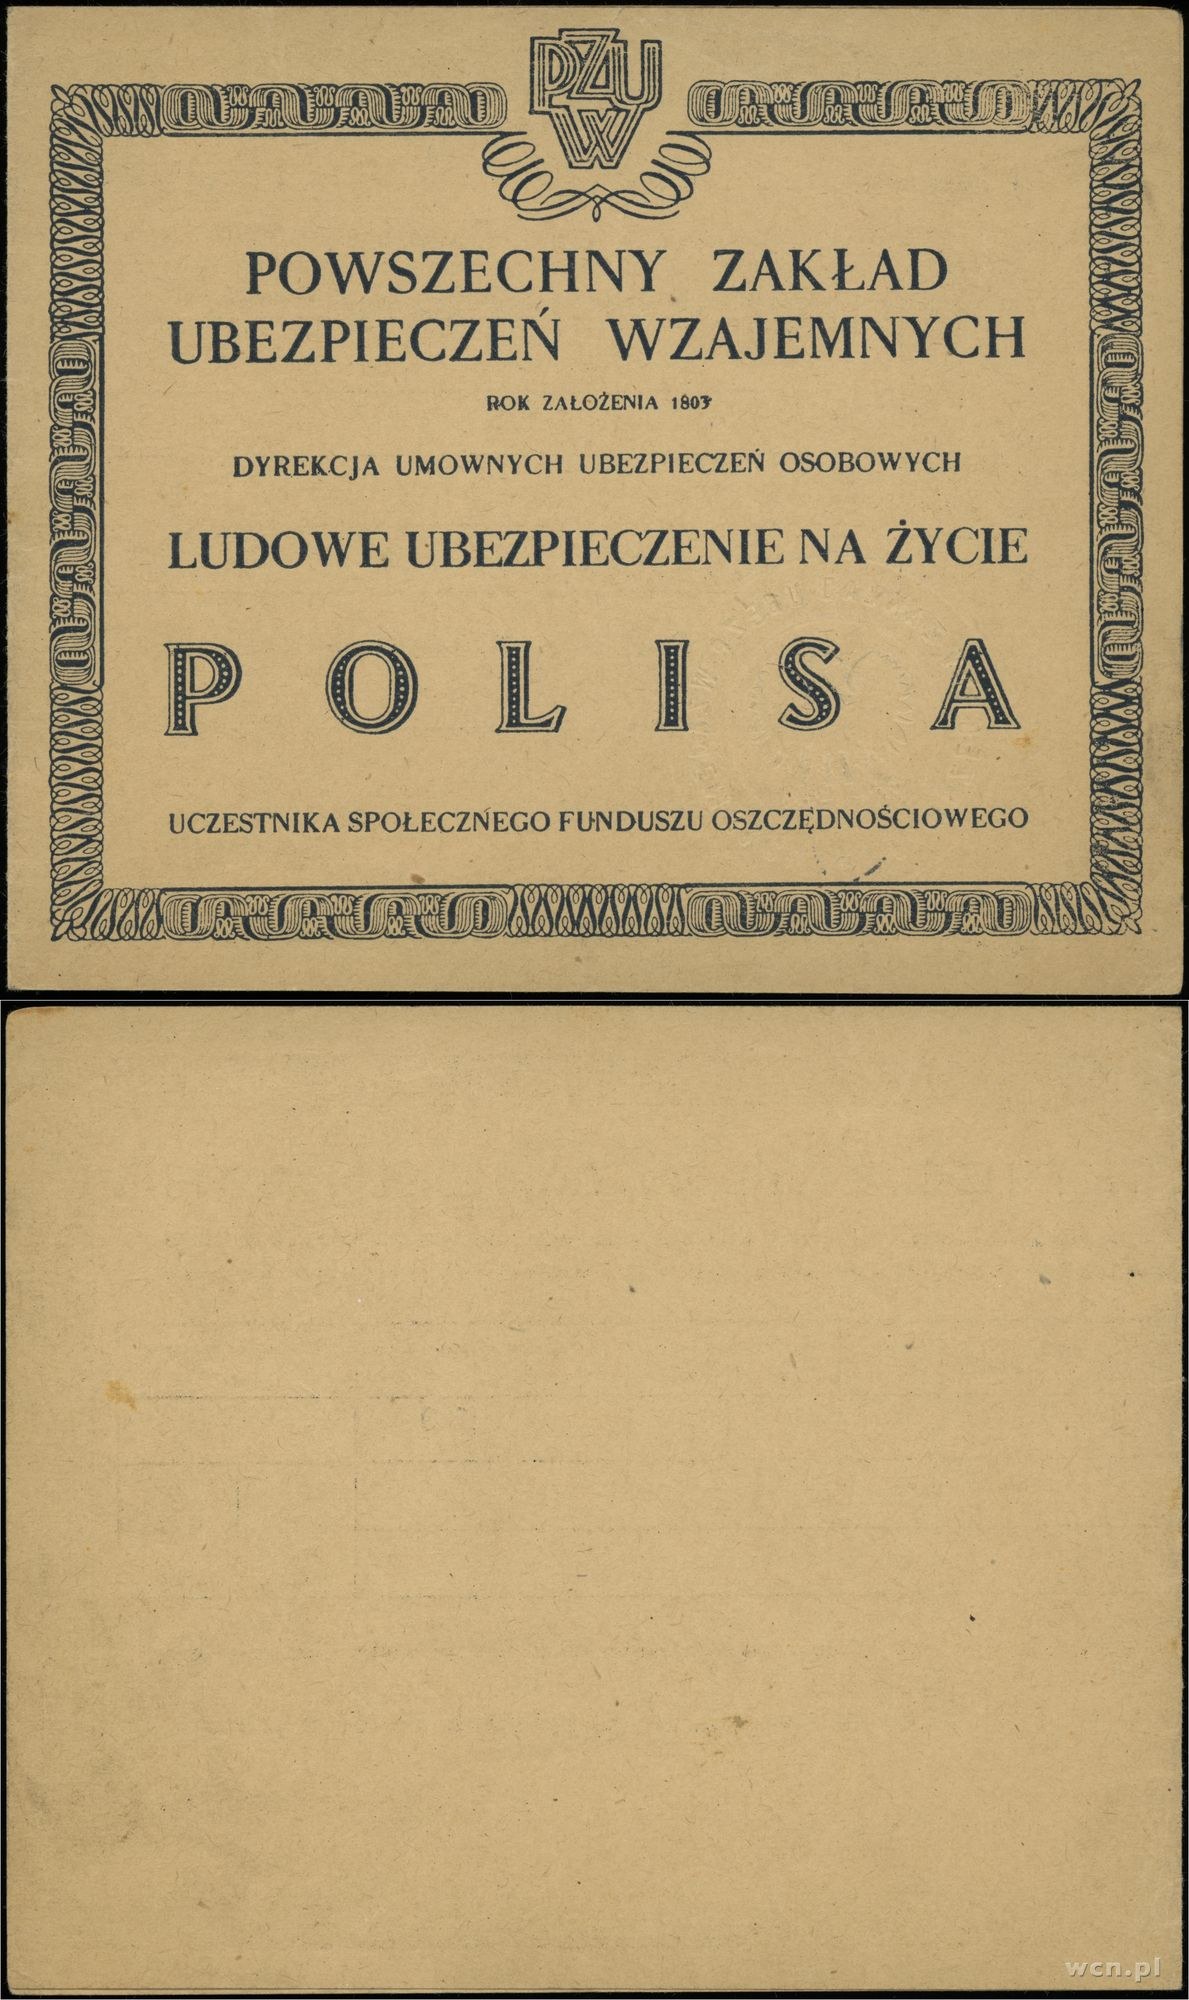 PZUW
POWSZECHNY ZAKŁAD
UBEZPIECZEŃ WZAJEMNYCH
ROK ZAŁOŻENIA 1803
DYREKCJA UMOWNYCH UBEZPIECZEŃ OSOBOWYCH
LUDOWE UBEZPIECZENIE NA ŻYCIE
POLISA
UCZESTNIKA SPOŁECZNEGO FUNDUSZU OSZCZĘDNOŚCIOWEGO
wcn.pl